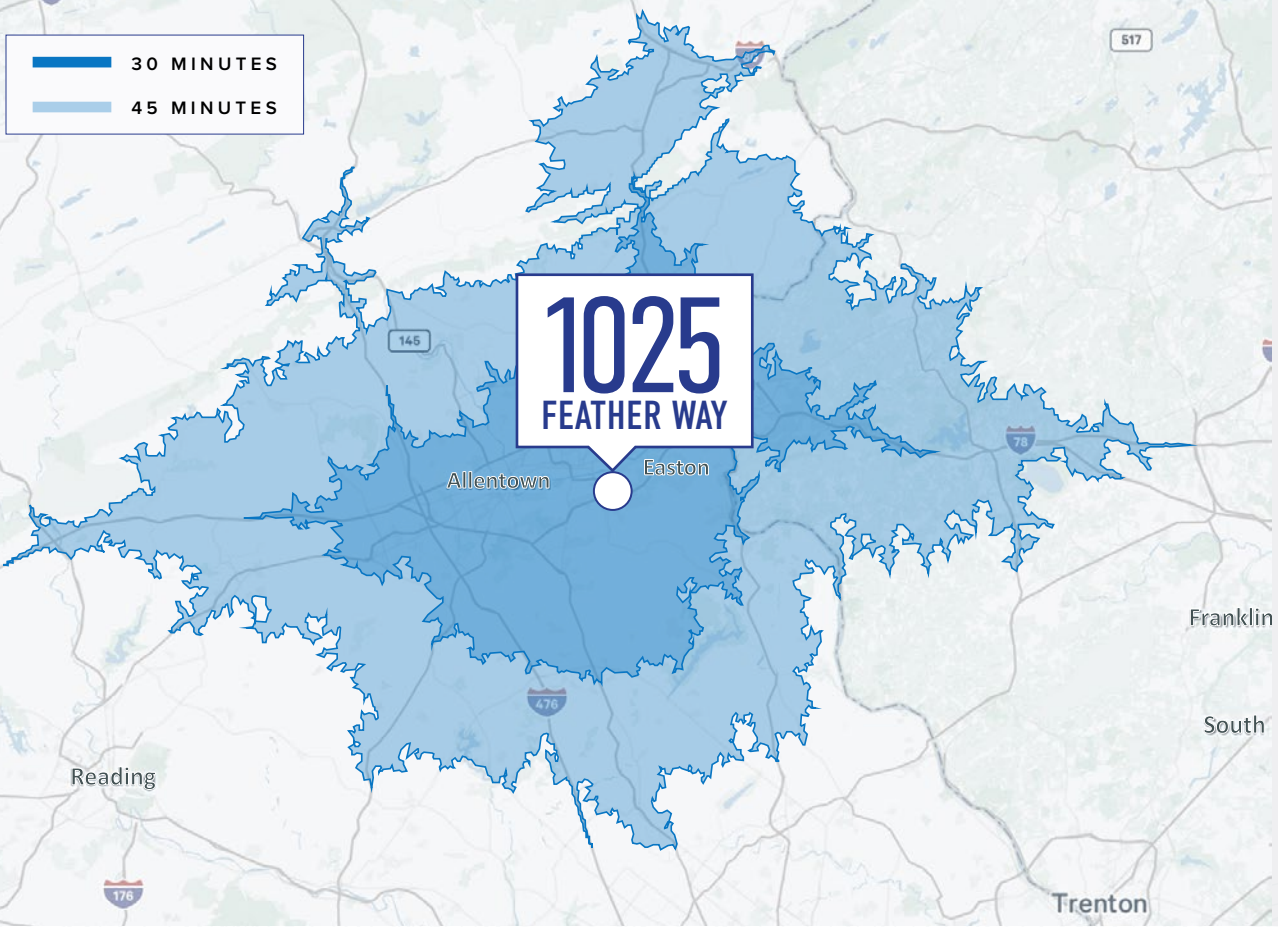 30 MINUTES
45 MINUTES
517
145
1025
FEATHER WAY
Allentown
Easton
78
Franklin
476
South
Reading
176
Trenton